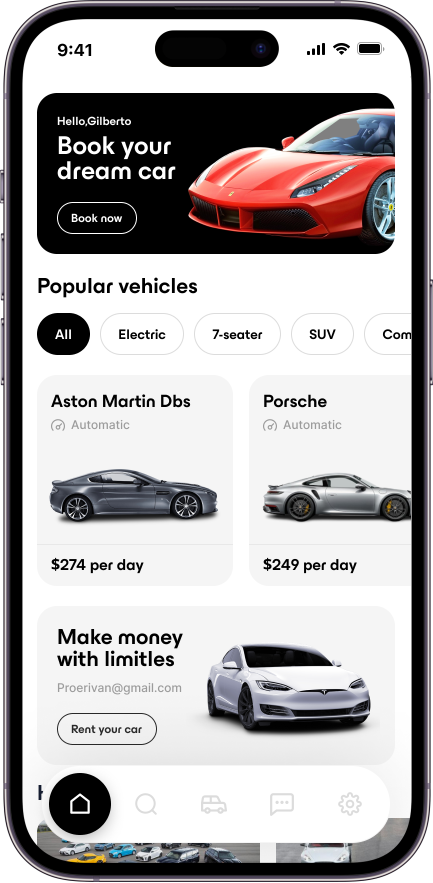 9:41
Hello,Gilberto
Book your
dream car
Book now
Popular vehicles
All
Electric
7-seater
SUV
Com
Aston Martin Dbs
Automatic
$274 per day
Porsche
Automatic
$249 per day
Make money
with limitles
Proerivan@gmail.com
Rent your car